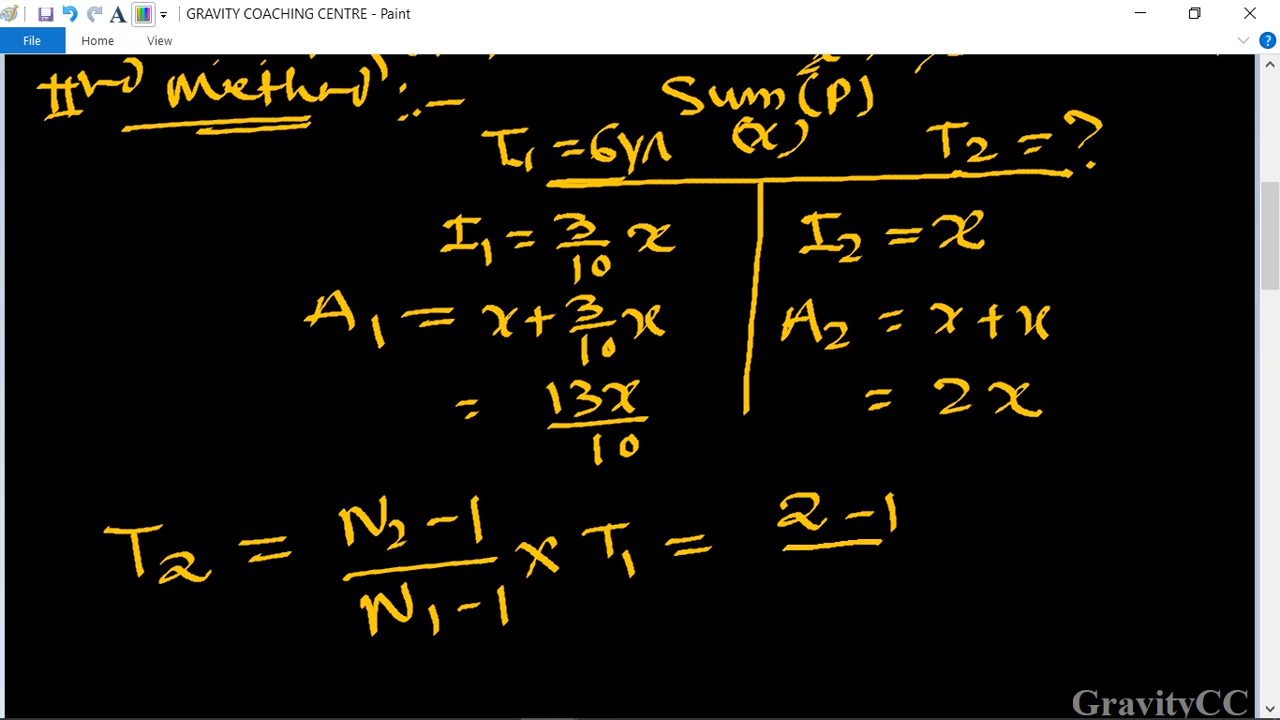 GRAVITY COACHING CENTRE - Paint
File Home View
IInd method :-
Sum (P)
T1 = 6yr (x) T2 = ?
I1 = 3/10 x I2 = x
A1 = x + 3/10 x A2 = x + x
= 13x/10 = 2x
T2 = N2 - 1 / N1 - 1 × T1 = 2 - 1
GravityCC